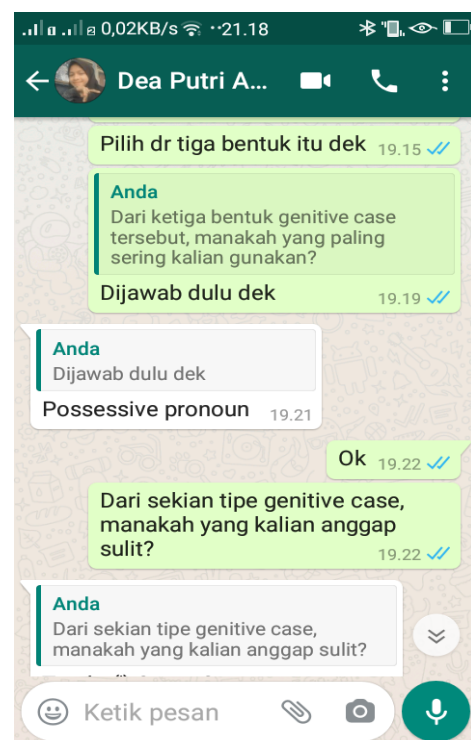 0,02KB/s ··21.18
Dea Putri A...
Pilih dr tiga bentuk itu dek 19.15
Anda
Dari ketiga bentuk genitive case
tersebut, manakah yang paling
sering kalian gunakan?
Dijawab dulu dek 19.19
Anda
Dijawab dulu dek
Possessive pronoun 19.21
Ok 19.22
Dari sekian tipe genitive case,
manakah yang kalian anggap
sulit? 19.22
Anda
Dari sekian tipe genitive case,
manakah yang kalian anggap sulit?
Ketik pesan